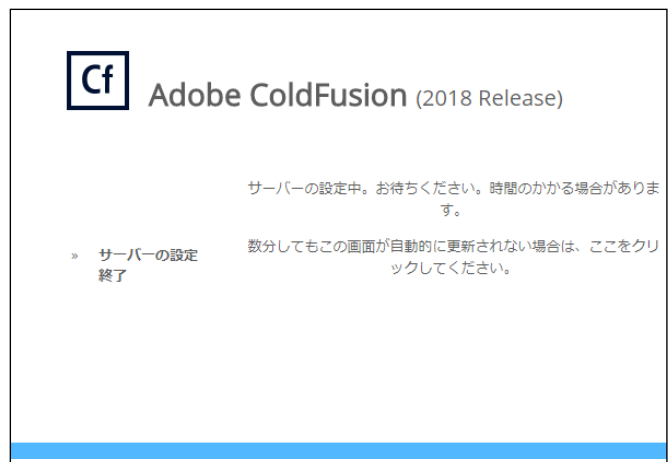 Cf
Adobe ColdFusion (2018 Release)
サーバーの設定中。お待ちください。時間のかかる場合がありま
す。
» サーバーの設定
終了
数分してもこの画面が自動的に更新されない場合は、ここをクリ
ックしてください。